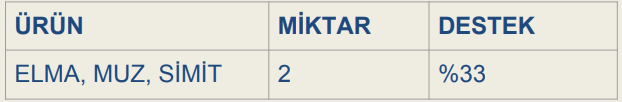 ÜRÜN MİKTAR DESTEK
ELMA, MUZ, SİMİT 2 %33